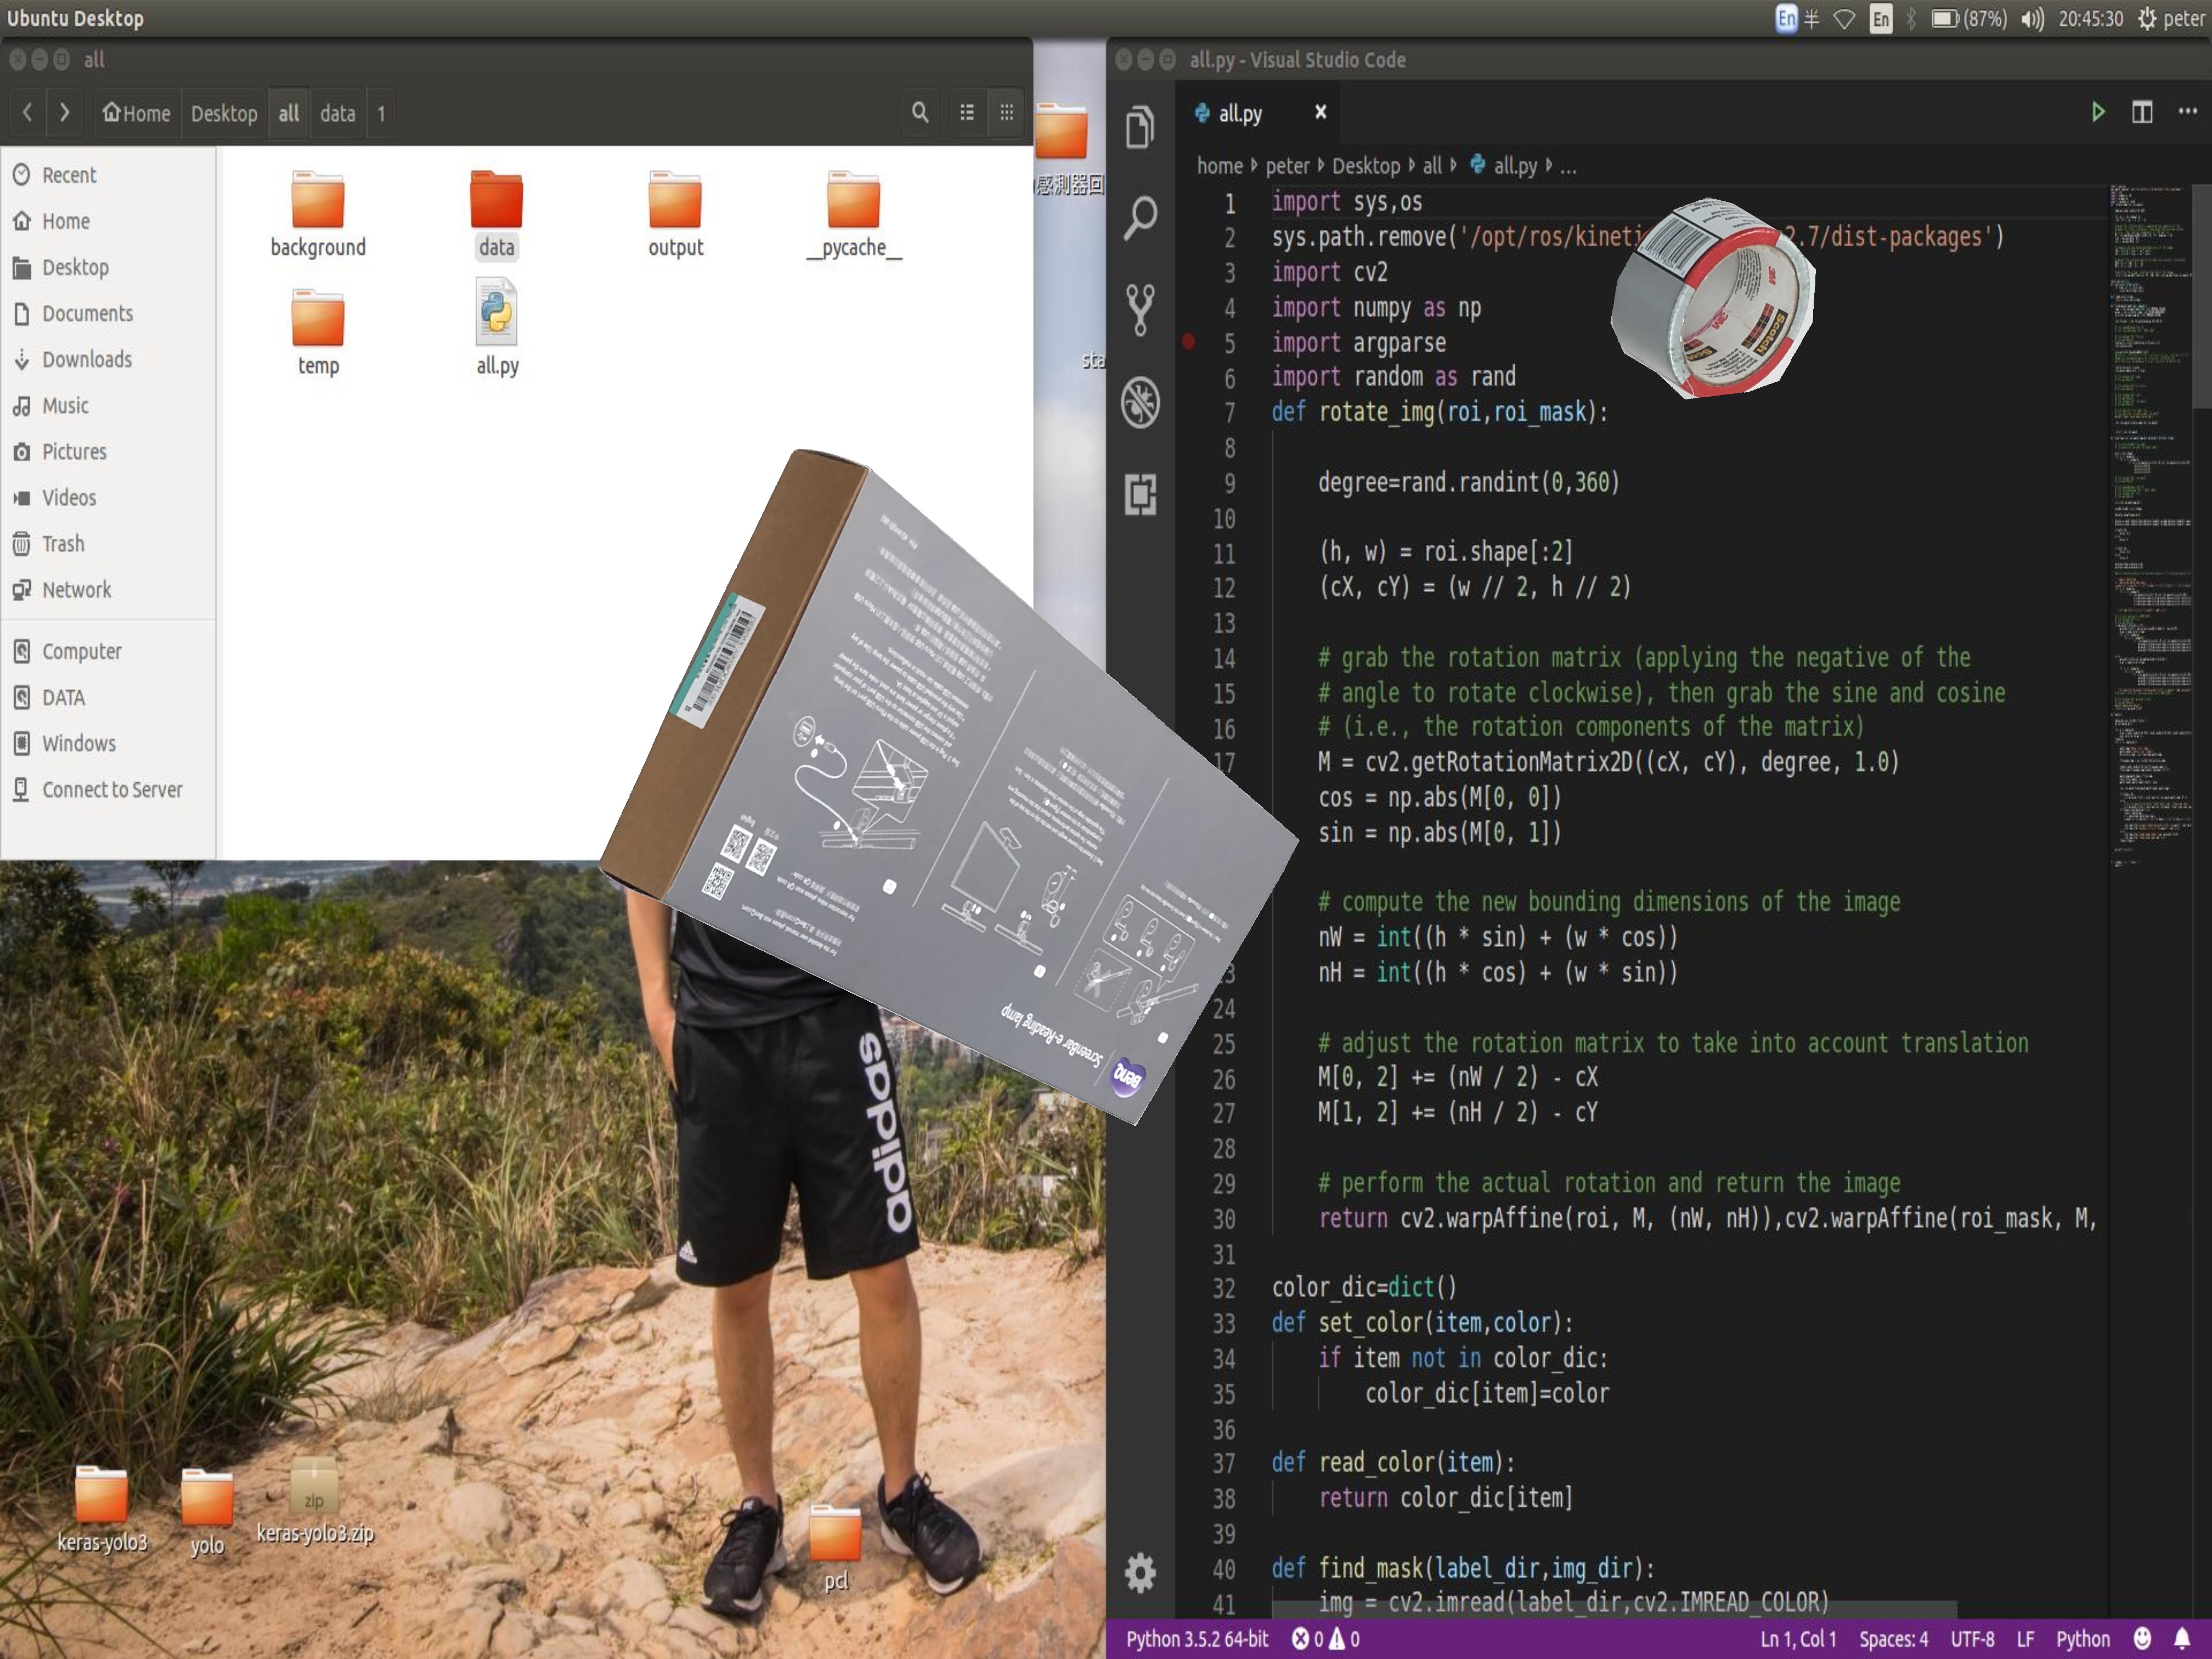 Ubuntu Desktop
En
半
En
(87%)
20:45:30
peter
all
Home
Desktop
all
data
1
Recent
Home
Desktop
Documents
Downloads
Music
Pictures
Videos
Trash
Network
Computer
DATA
Windows
Connect to Server
background
data
output
__pycache__
temp
all.py
感測器回
sta
keras-yolo3
yolo
zip
keras-yolo3.zip
pcl
adidas
adidas
ScreenBar e-Reading lamp
BenQ
English
Scotch
3M
all.py - Visual Studio Code
all.py
home
peter
Desktop
all
all.py
...
1 import sys,os
2 sys.path.remove('/opt/ros/kineti 2.7/dist-packages')
3 import cv2
4 import numpy as np
5 import argparse
6 import random as rand
7 def rotate_img(roi,roi_mask):
8
9 degree=rand.randint(0,360)
10
11 (h, w) = roi.shape[:2]
12 (cX, cY) = (w // 2, h // 2)
13
14 # grab the rotation matrix (applying the negative of the
15 # angle to rotate clockwise), then grab the sine and cosine
16 # (i.e., the rotation components of the matrix)
17 M = cv2.getRotationMatrix2D((cX, cY), degree, 1.0)
cos = np.abs(M[0, 0])
sin = np.abs(M[0, 1])
# compute the new bounding dimensions of the image
nW = int((h * sin) + (w * cos))
3 nH = int((h * cos) + (w * sin))
24
25 # adjust the rotation matrix to take into account translation
26 M[0, 2] += (nW / 2) - cX
27 M[1, 2] += (nH / 2) - cY
28
29 # perform the actual rotation and return the image
30 return cv2.warpAffine(roi, M, (nW, nH)),cv2.warpAffine(roi_mask, M,
31
32 color_dic=dict()
33 def set_color(item,color):
34 if item not in color_dic:
35 color_dic[item]=color
36
37 def read_color(item):
38 return color_dic[item]
39
40 def find_mask(label_dir,img_dir):
41 img = cv2.imread(label_dir,cv2.IMREAD_COLOR)
Python 3.5.2 64-bit
0
0
Ln 1, Col 1
Spaces: 4
UTF-8
LF
Python